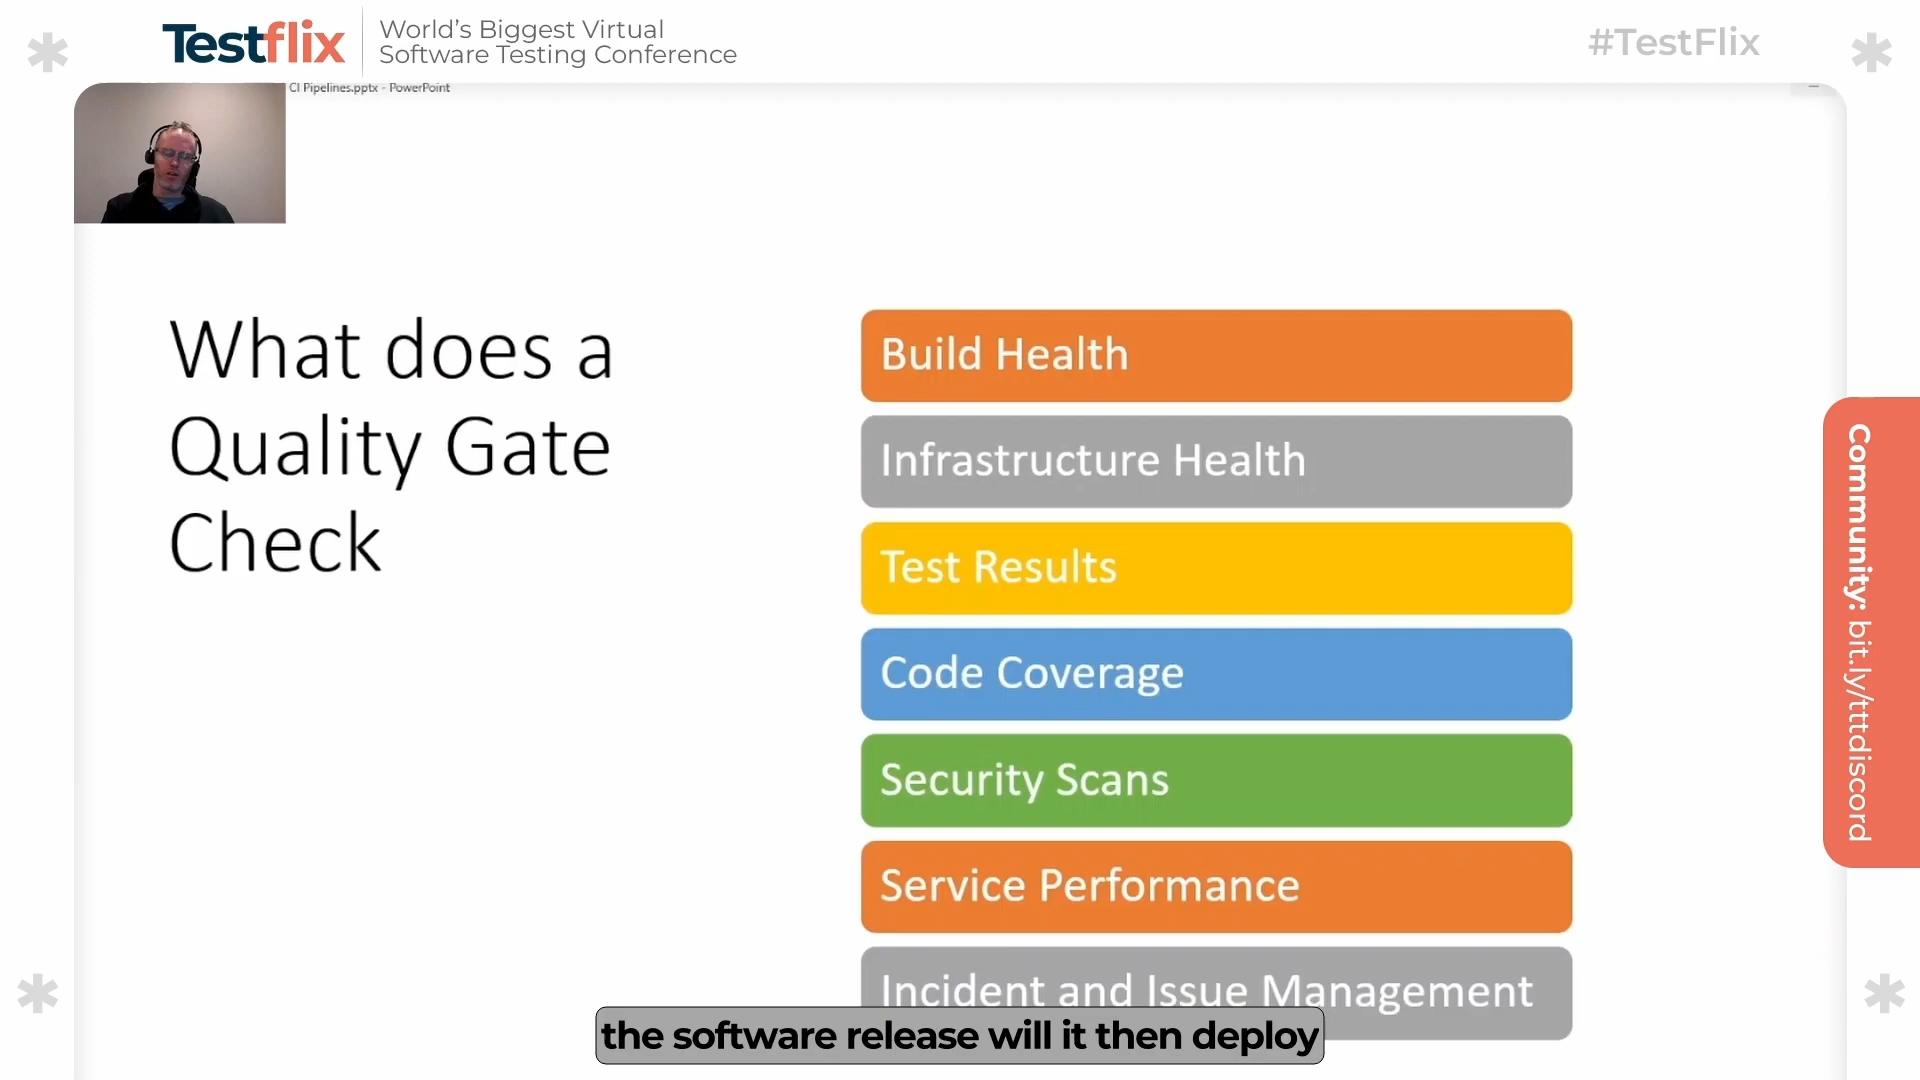 Testflix
World's Biggest Virtual
Software Testing Conference
#TestFlix
CI Pipelines.pptx - PowerPoint
What does a
Quality Gate
Check
Build Health
Infrastructure Health
Test Results
Code Coverage
Security Scans
Service Performance
Incident and Issue Management
the software release will it then deploy
Community: bit.ly/tttdiscord